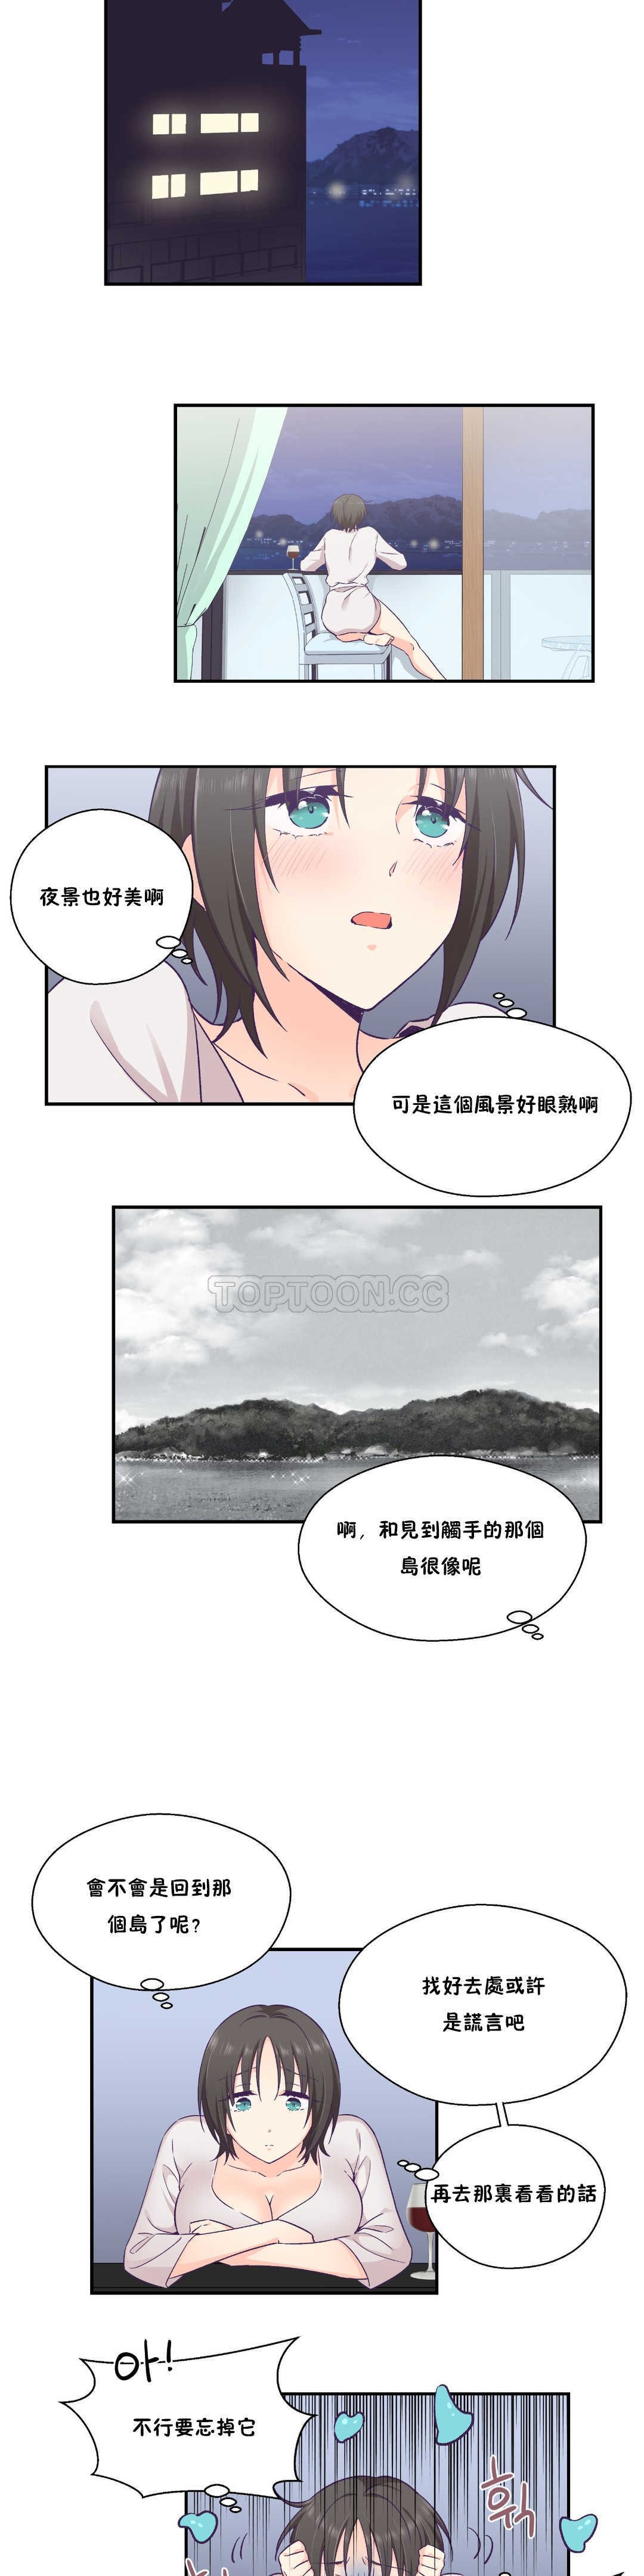 夜景也好美啊
可是這個風景好眼熟啊
TOPTOON.CC
啊，和見到觸手的那個
島很像呢
會不會是回到那
個島了呢？
找好去處或許
是謊言吧
再去那裏看看的話
아!
不行要忘掉它
휘